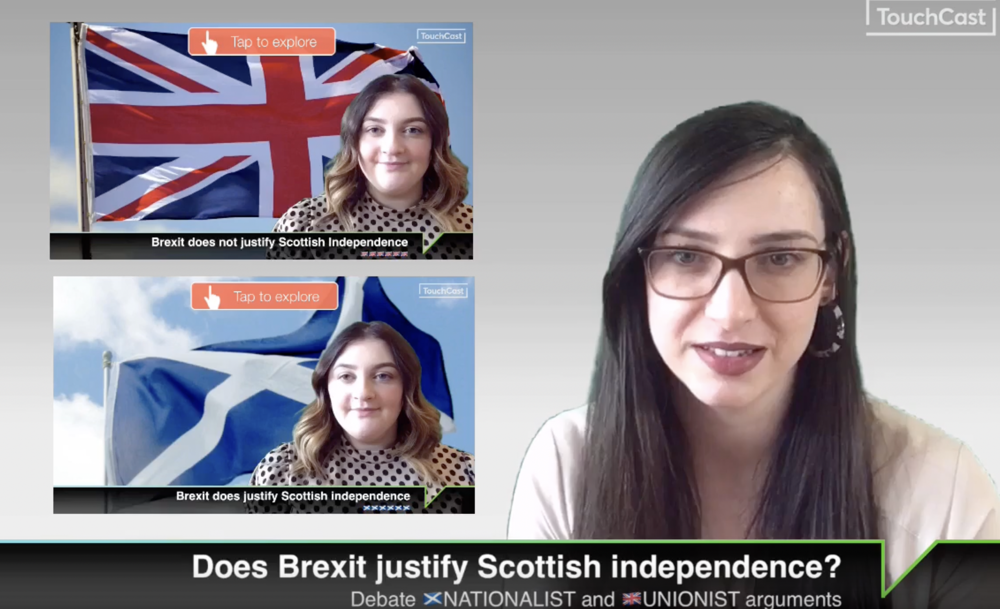 TouchCast
Tap to explore
TouchCast
Brexit does not justify Scottish Independence
🇬🇧🇬🇧🇬🇧🇬🇧🇬🇧🇬🇧
Tap to explore
TouchCast
Brexit does justify Scottish independence
🏴󠁧󠁢󠁳󠁣󠁴󠁿🏴󠁧󠁢󠁳󠁣󠁴󠁿🏴󠁧󠁢󠁳󠁣󠁴󠁿🏴󠁧󠁢󠁳󠁣󠁴󠁿🏴󠁧󠁢󠁳󠁣󠁴󠁿🏴󠁧󠁢󠁳󠁣󠁴󠁿
Does Brexit justify Scottish independence?
Debate 🏴󠁧󠁢󠁳󠁣󠁴󠁿NATIONALIST and 🇬🇧UNIONIST arguments